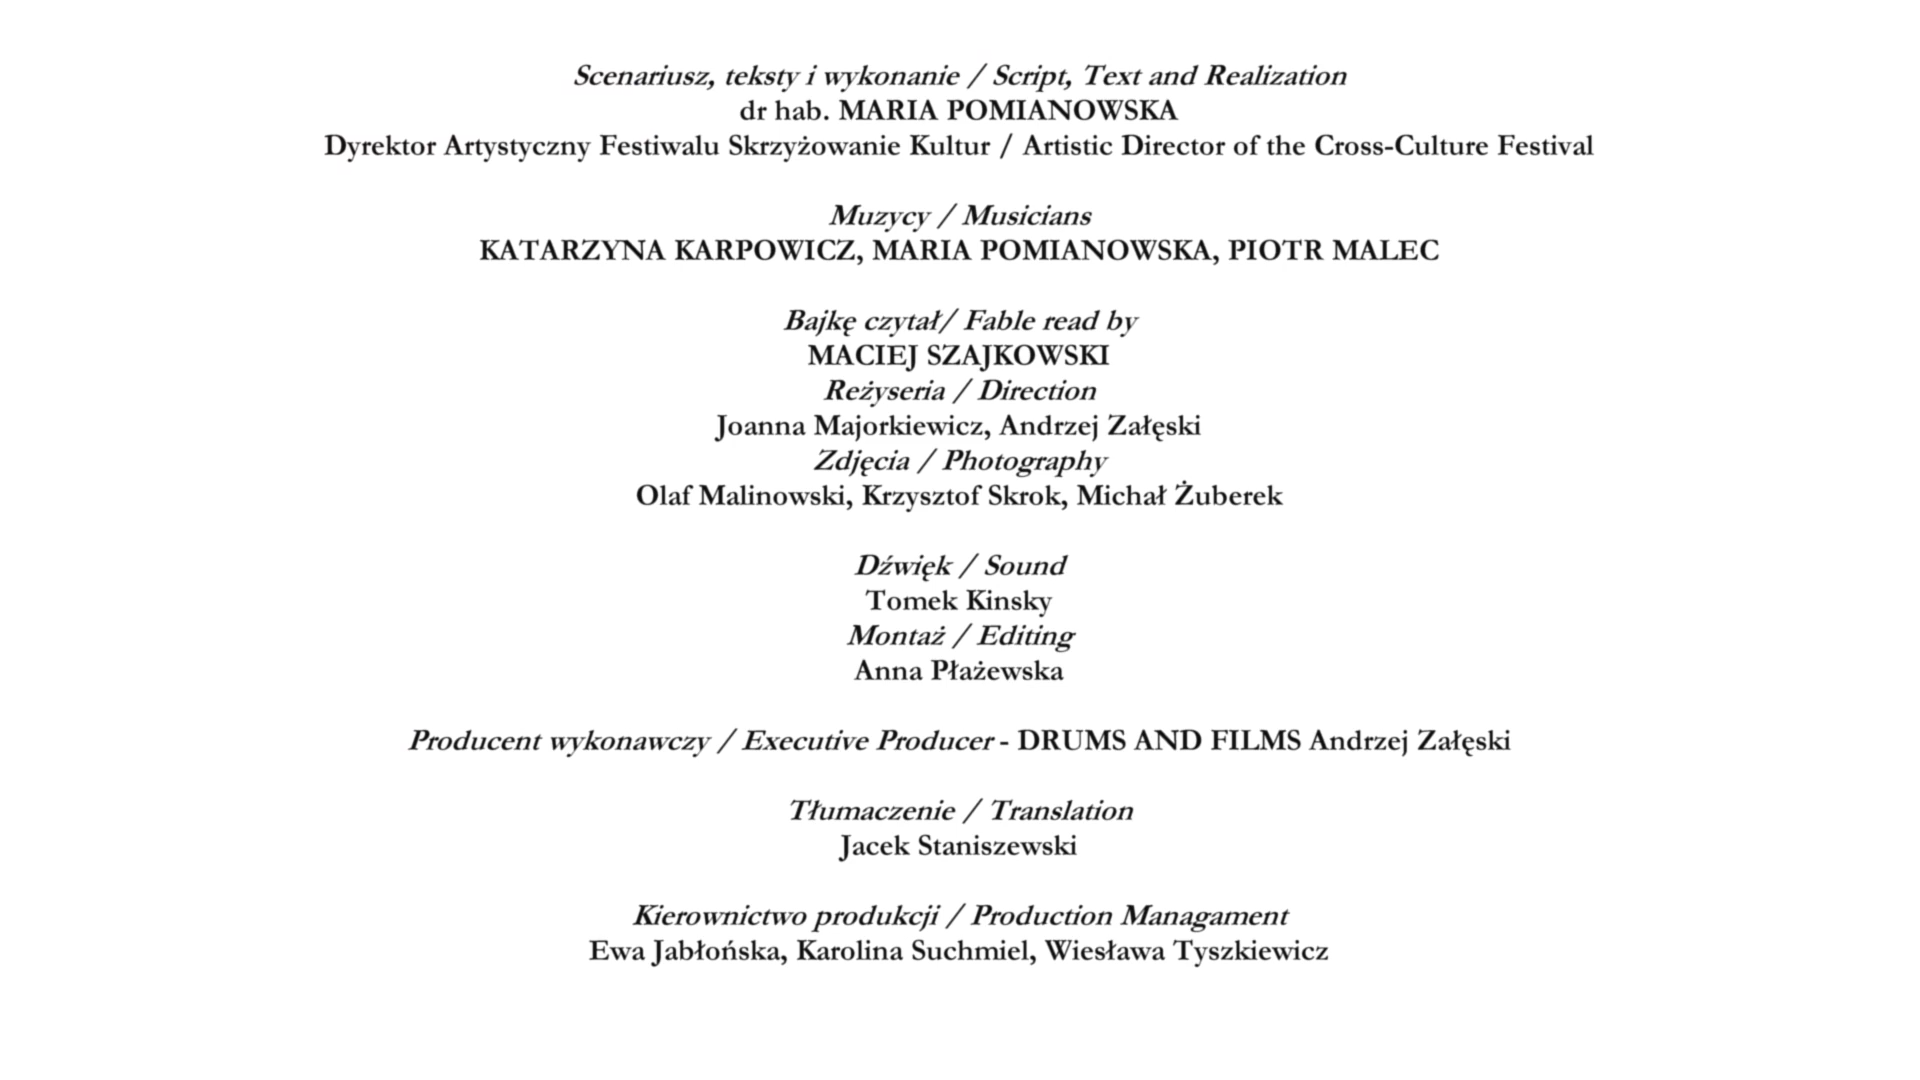 Scenariusz, teksty i wykonanie / Script, Text and Realization
dr hab. MARIA POMIANOWSKA
Dyrektor Artystyczny Festiwalu Skrzyżowanie Kultur / Artistic Director of the Cross-Culture Festival
Muzycy / Musicians
KATARZYNA KARPOWICZ, MARIA POMIANOWSKA, PIOTR MALEC
Bajkę czytał/ Fable read by
MACIEJ SZAJKOWSKI
Reżyseria / Direction
Joanna Majorkiewicz, Andrzej Załęski
Zdjęcia / Photography
Olaf Malinowski, Krzysztof Skrok, Michał Żuberek
Dźwięk / Sound
Tomek Kinsky
Montaż / Editing
Anna Płażewska
Producent wykonawczy / Executive Producer - DRUMS AND FILMS Andrzej Załęski
Tłumaczenie / Translation
Jacek Staniszewski
Kierownictwo produkcji / Production Managament
Ewa Jabłońska, Karolina Suchmiel, Wiesława Tyszkiewicz